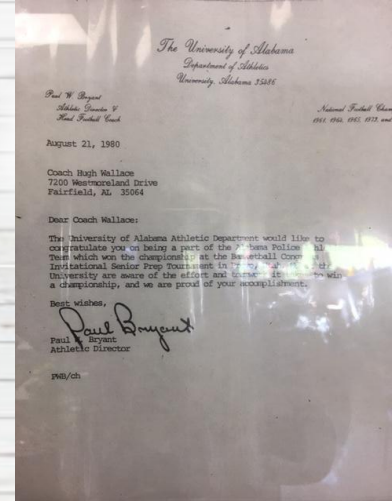 The University of Alabama
Department of Athletics
University, Alabama 35486
Paul W. Bryant
Athletic Director &
Head Football Coach
National Football Cham
1961, 1964, 1965, 1973, and
August 21, 1980
Coach Hugh Wallace
7200 Westmoreland Drive
Fairfield, AL 35064
Dear Coach Wallace:
The University of Alabama Athletic Department would like to
congratulate you on being a part of the Alabama Police
Team which won the championship at the Basketball
Invitational Senior Prep Tournament in
University are aware of the effort and win
a championship, and we are proud of your accomplishment.
Best wishes,
Paul Bryant
Paul Bryant
Athletic Director
PWB/ch